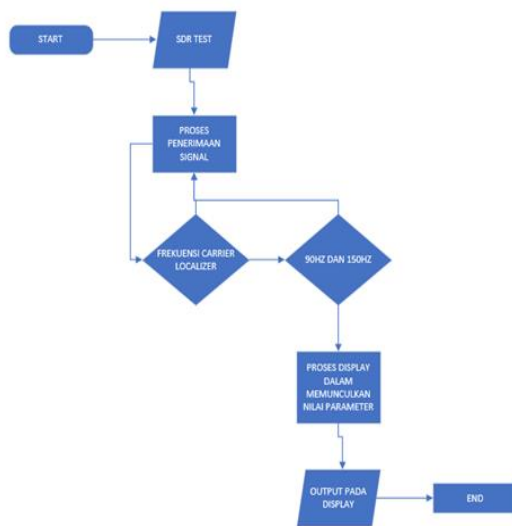 START
SDR TEST
PROSES
PENERIMAAN
SIGNAL
FREKUENSI CARRIER
LOCALIZER
90HZ DAN 150HZ
PROSES DISPLAY
DALAM
MEMUNCULKAN
NILAI PARAMETER
OUTPUT PADA
DISPLAY
END